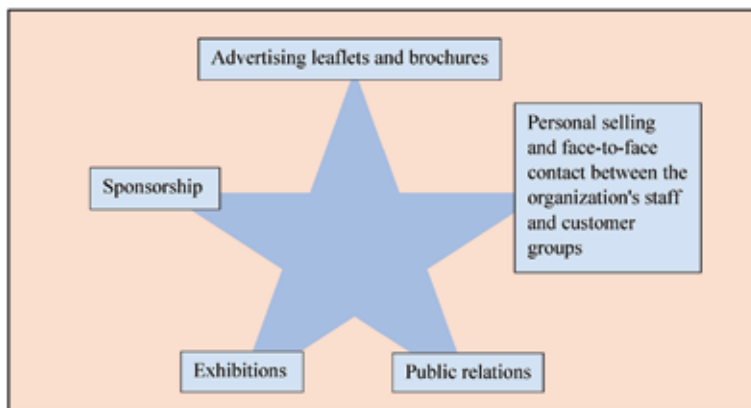 Advertising leaflets and brochures
Personal selling
and face-to-face
contact between the
organization's staff
and customer
groups
Sponsorship
Exhibitions
Public relations